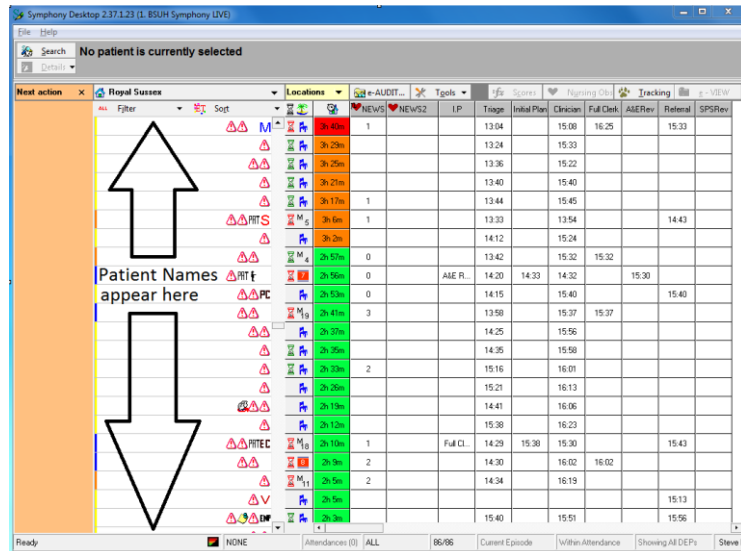 Symphony Desktop 2.37.1.23 (1. BSUH Symphony LIVE)
File Help
Search No patient is currently selected
Details
Next action × Royal Sussex Locations e-AUDIT... Tools Scores Nursing Obs Tracking e-VIEW
ALL Filter Sort NEWS NEWS2 I.P Triage Initial Plan Clinician Full Clerk A&ERev Referral SPSRev
M 3h 40m 1 13:04 15:08 16:25 15:33
3h 29m 13:24 15:33
3h 25m 13:36 15:22
3h 21m 13:40 15:40
3h 17m 1 13:44 15:45
PRT S M 5 3h 6m 1 13:33 13:54 14:43
3h 2m 14:12 15:24
M 4 2h 57m 0 13:42 15:32 15:32
Patient Names PRT 7 2h 56m 0 A&E R... 14:20 14:33 14:32 15:30
appear here PC 2h 53m 0 14:15 15:40 15:40
M 19 2h 41m 3 13:58 15:37 15:37
2h 37m 14:25 15:56
2h 35m 14:35 15:58
2h 33m 2 15:16 16:01
2h 26m 15:21 16:13
2h 19m 14:41 16:06
2h 12m 15:38 16:23
PRTE C M 18 2h 10m 1 Full Cl... 14:29 15:38 15:30 15:43
8 2h 9m 2 14:30 16:02 16:02
M 11 2h 5m 2 14:34 16:19
V 2h 5m 15:13
2h 3m 15:40 15:51 15:56
Ready NONE Attendances (0) ALL 86/86 Current Episode Within Attendance Showing All DEPs Steve